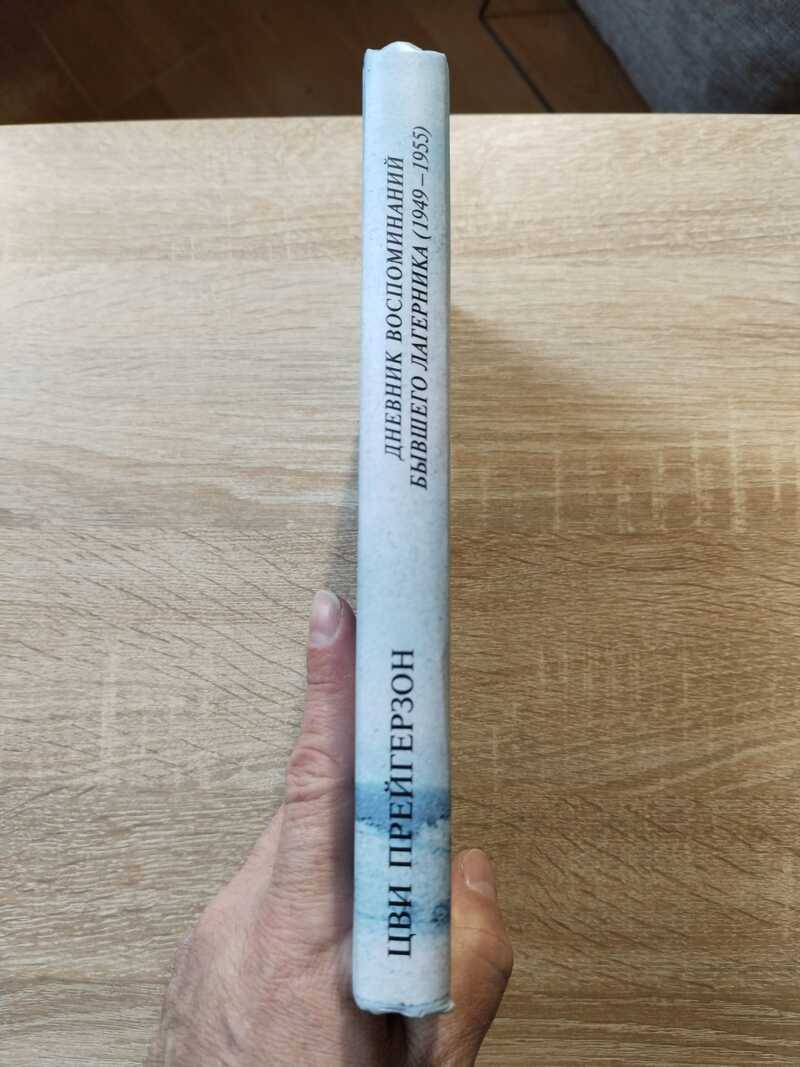 ЦВИ ПРЕЙГЕРЗОН
ДНЕВНИК ВОСПОМИНАНИЙ
БЫВШЕГО ЛАГЕРНИКА (1949–1955)